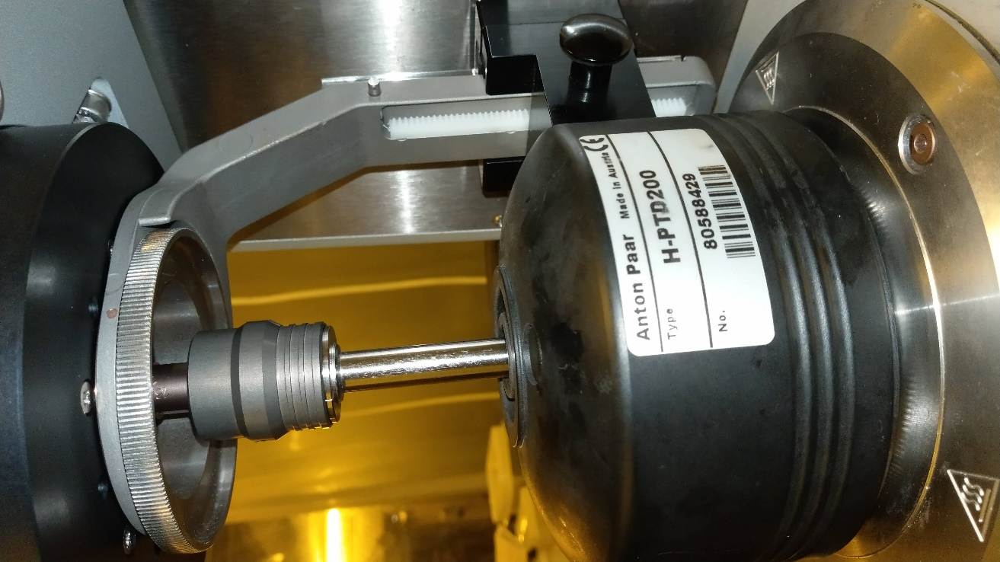 Anton Paar Made in Austria CE
Type H-PTD200
No. 80588429